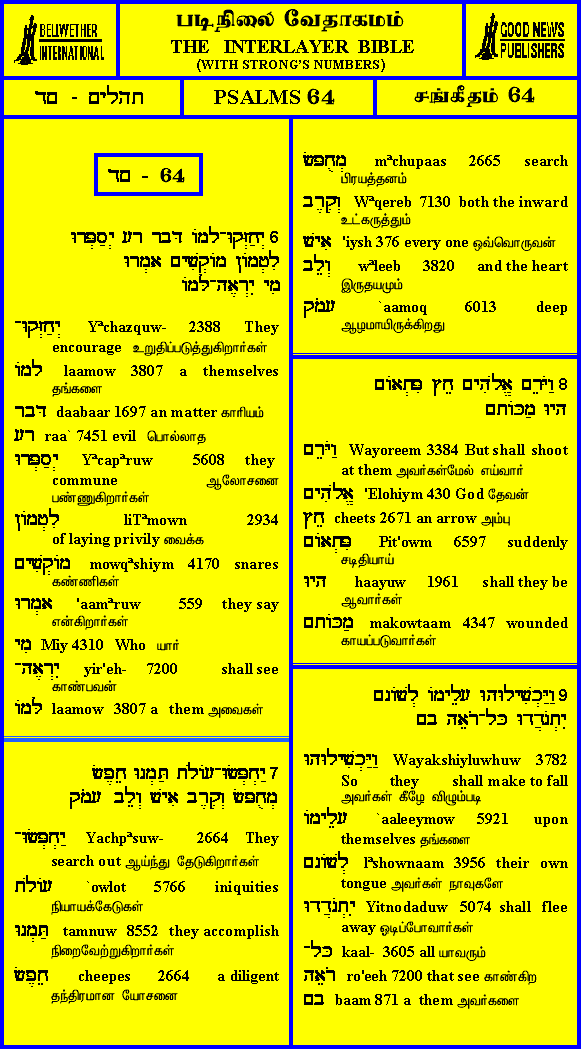 BELLWETHER
INTERNATIONAL
படிநிலை வேதாகமம்
THE INTERLAYER BIBLE
(WITH STRONG'S NUMBERS)
GOOD NEWS
PUBLISHERS
תהלים - סד
PSALMS 64
சங்கீதம் 64
סד - 64
6 יְחַזְּקוּ־לָמוֹ דָּבָר רָע יְסַפְּרוּ
לִטְמוֹן מוֹקְשִׁים אָמְרוּ
מִי יִרְאֶה־לָּמוֹ
יְחַזְּקוּ־ Yªchazquw- 2388 They
encourage உறுதிப்படுத்துகிறார்கள்
לָמוֹ laamow 3807 a themselves
தங்களை
דָּבָר daabaar 1697 an matter காரியம்
רָע raa` 7451 evil பொல்லாத
יְסַפְּרוּ Yªcapªruw 5608 they
commune ஆலோசனை
பண்ணுகிறார்கள்
לִטְמוֹן liTªmown 2934
of laying privily வைக்க
מוֹקְשִׁים mowqªshiym 4170 snares
கண்ணிகள்
אָמְרוּ 'aamªruw 559 they say
என்கிறார்கள்
מִי Miy 4310 Who யார்
יִרְאֶה־ yir'eh- 7200 shall see
காண்பவன்
לָמוֹ laamow 3807 a them அவைகள்
7 יַחְפְּשׂוּ־עוֹלֹת תַּמְנוּ חֵפֶשׂ
מְחֻפָּשׂ וְקֶרֶב אִישׁ וְלֵב עָמֹק
יַחְפְּשׂוּ־ Yachpªsuw- 2664 They
search out ஆய்ந்து தேடுகிறார்கள்
עוֹלֹת `owlot 5766 iniquities
நியாயக்கேடுகள்
תַּמְנוּ tamnuw 8552 they accomplish
நிறைவேற்றுகிறார்கள்
חֵפֶשׂ cheepes 2664 a diligent
தந்திரமான யோசனை
מְחֻפָּשׂ mªchupaas 2665 search
பிரயத்தனம்
וְקֶרֶב Wªqereb 7130 both the inward
உட்கருத்தும்
אִישׁ 'iysh 376 every one ஒவ்வொருவன்
וְלֵב wªleeb 3820 and the heart
இருதயமும்
עָמֹק `aamoq 6013 deep
ஆழமாயிருக்கிறது
8 וַיֹּרֵם אֱלֹהִים חֵץ פִּתְאוֹם
הָיוּ מַכּוֹתָם
וַיֹּרֵם Wayoreem 3384 But shall shoot
at them அவர்கள்மேல் எய்வார்
אֱלֹהִים 'Elohiym 430 God தேவன்
חֵץ cheets 2671 an arrow அம்பு
פִּתְאוֹם Pit'owm 6597 suddenly
சடிதியாய்
הָיוּ haayuw 1961 shall they be
ஆவார்கள்
מַכּוֹתָם makowtaam 4347 wounded
காயப்படுவார்கள்
9 וַיַּכְשִׁילוּהוּ עָלֵימוֹ לְשׁוֹנָם
יִתְנֹדֲדוּ כָּל־רֹאֵה בָם
וַיַּכְשִׁילוּהוּ Wayakshiyluwhuw 3782
So they shall make to fall
அவர்கள் கீழே விழும்படி
עָלֵימוֹ `aaleeymow 5921 upon
themselves தங்களை
לְשׁוֹנָם lªshownaam 3956 their own
tongue அவர்கள் நாவுகளே
יִתְנֹדֲדוּ Yitnodaduw 5074 shall flee
away ஓடிப்போவார்கள்
כָּל־ kaal- 3605 all யாவரும்
רֹאֵה ro'eeh 7200 that see காண்கிற
בָם baam 871 a them அவர்களை